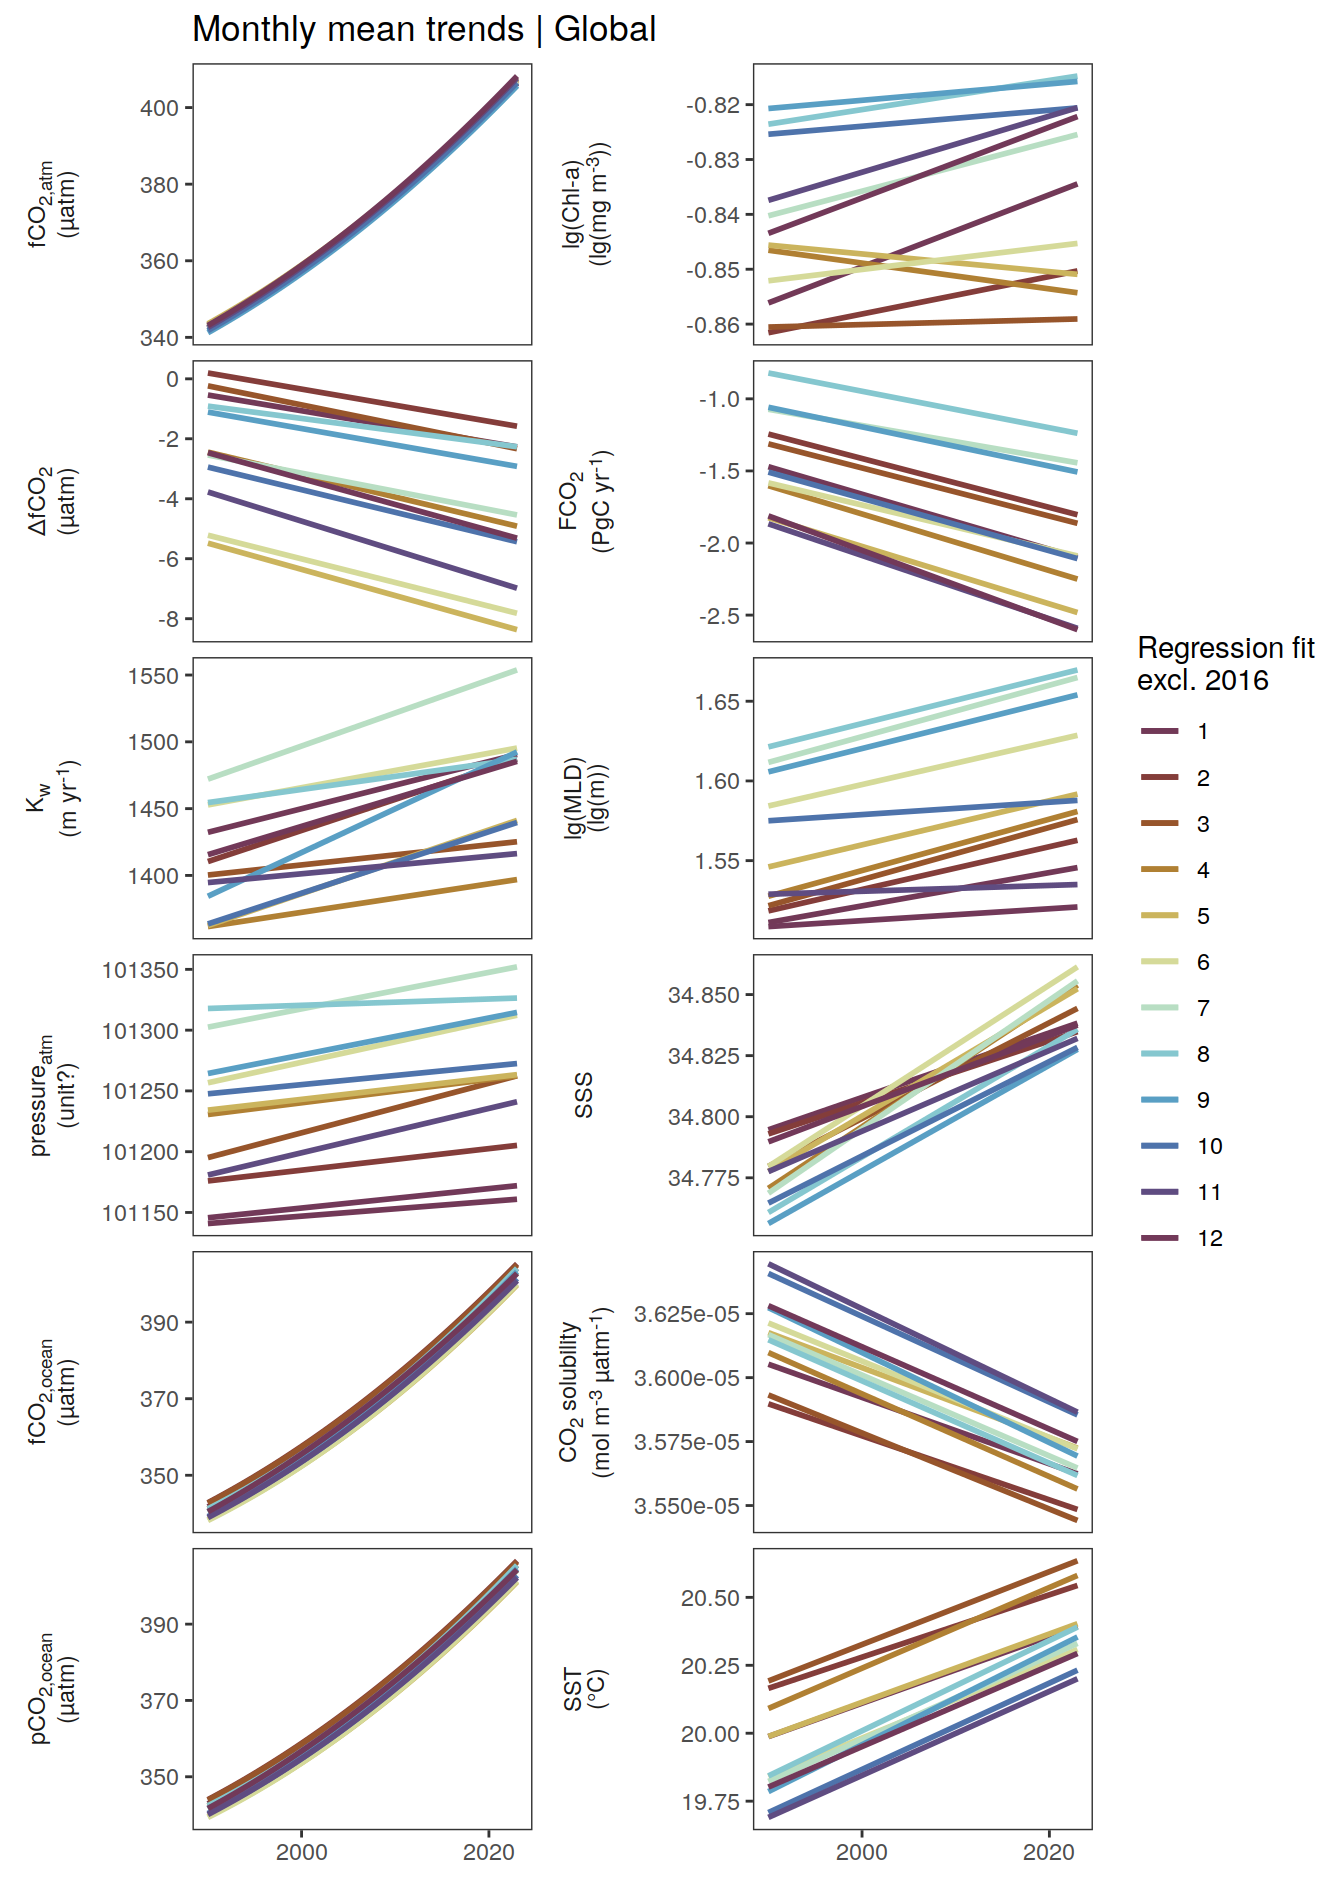 Monthly mean trends | Global
fCO2,atm
(µatm)
400
380
360
340
lg(Chl-a)
(lg(mg m-3))
-0.82
-0.83
-0.84
-0.85
-0.86
ΔfCO2
(µatm)
0
-2
-4
-6
-8
FCO2
(PgC yr-1)
-1.0
-1.5
-2.0
-2.5
Kw
(m yr-1)
1550
1500
1450
1400
lg(MLD)
(lg(m))
1.65
1.60
1.55
pressureatm
(unit?)
101350
101300
101250
101200
101150
SSS
34.850
34.825
34.800
34.775
fCO2,ocean
(µatm)
390
370
350
CO2 solubility
(mol m-3 µatm-1)
3.625e-05
3.600e-05
3.575e-05
3.550e-05
pCO2,ocean
(µatm)
390
370
350
2000
2020
SST
(°C)
20.50
20.25
20.00
19.75
2000
2020
Regression fit
excl. 2016
1
2
3
4
5
6
7
8
9
10
11
12